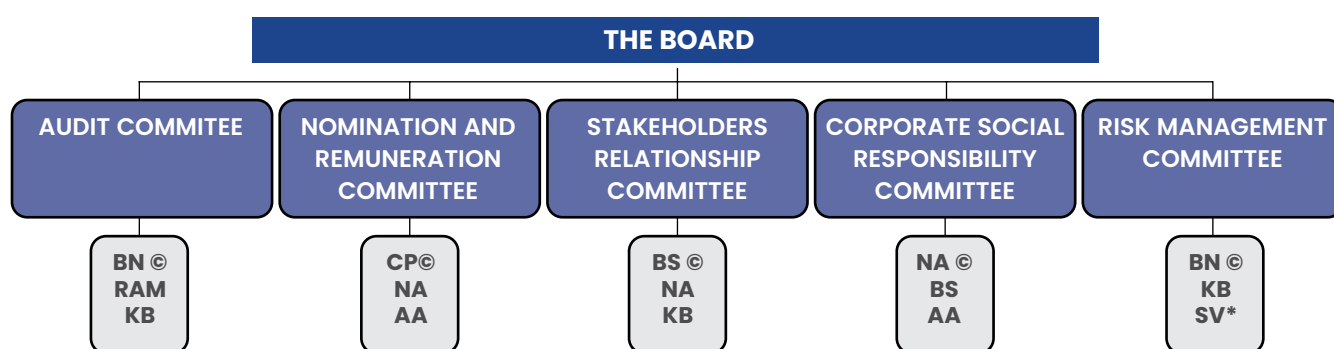 THE BOARD
AUDIT COMMITEE
NOMINATION AND
REMUNERATION
COMMITTEE
STAKEHOLDERS
RELATIONSHIP
COMMITTEE
CORPORATE SOCIAL
RESPONSIBILITY
COMMITTEE
RISK MANAGEMENT
COMMITTEE
BN ©
RAM
KB
CP©
NA
AA
BS ©
NA
KB
NA ©
BS
AA
BN ©
KB
SV*